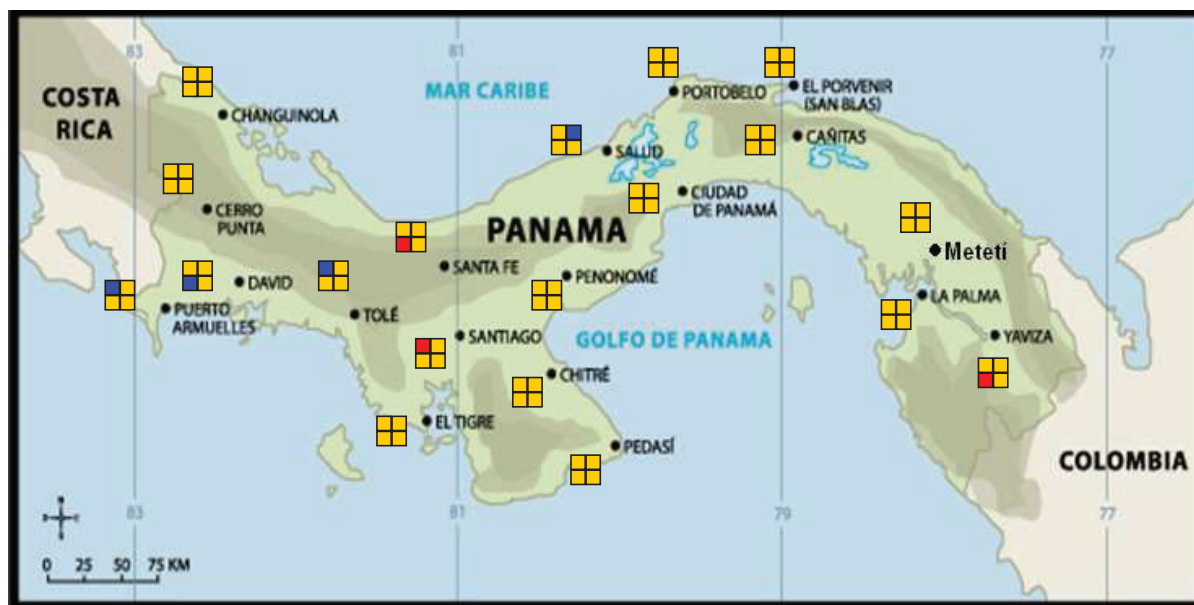 83
81
79
77
COSTA
RICA
MAR CARIBE
CHANGUINOLA
PORTOBELO
EL PORVENIR
(SAN BLAS)
CAÑITAS
SALUD
CERRO
PUNTA
CIUDAD
DE PANAMÁ
PANAMA
Metetí
SANTA FE
PENONOMÉ
DAVID
LA PALMA
PUERTO
ARMUELLES
TOLÉ
SANTIAGO
GOLFO DE PANAMA
YAVIZA
CHITRÉ
EL TIGRE
PEDASÍ
COLOMBIA
83
81
79
77
0 25 50 75 KM